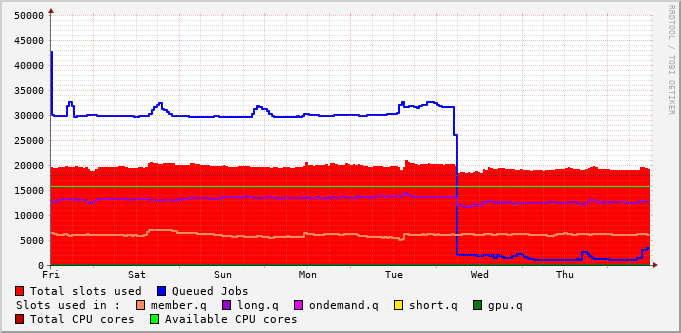 50000
45000
40000
35000
30000
25000
20000
15000
10000
5000
0
Fri Sat Sun Mon Tue Wed Thu
RRDTOOL / TOBI OETIKER
Total slots used Queued Jobs
Slots used in : member.q long.q ondemand.q short.q gpu.q
Total CPU cores Available CPU cores